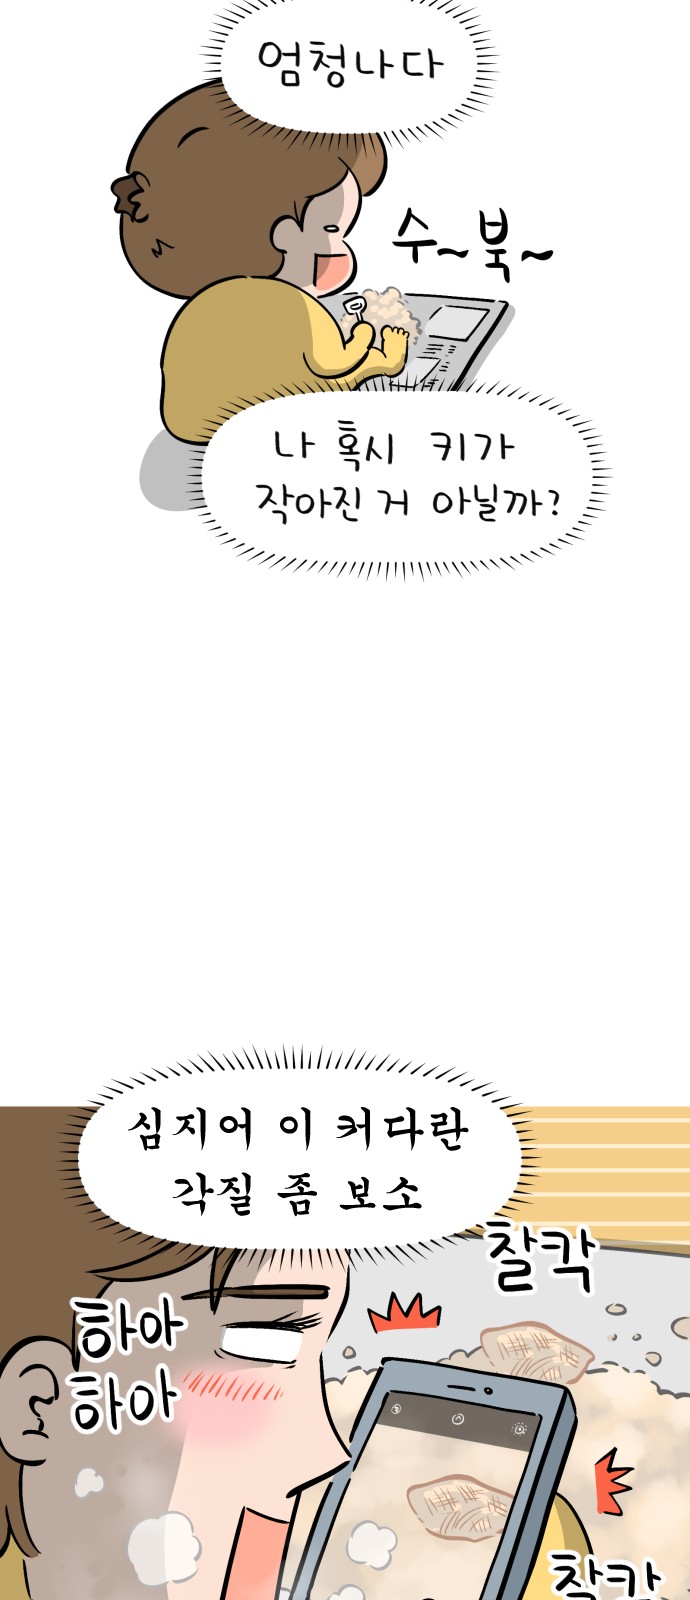 엄청나다
수~북~
나 혹시 키가
작아진 거 아닐까?
심지어 이 커다란
각질 좀 보소
찰칵
하아
하아
찰칵